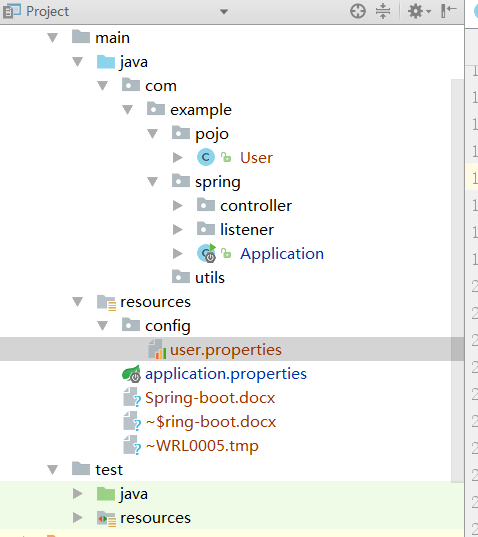 Project
main
java
com
example
pojo
User
spring
controller
listener
Application
utils
resources
config
user.properties
application.properties
Spring-boot.docx
~$ring-boot.docx
~WRL0005.tmp
test
java
resources